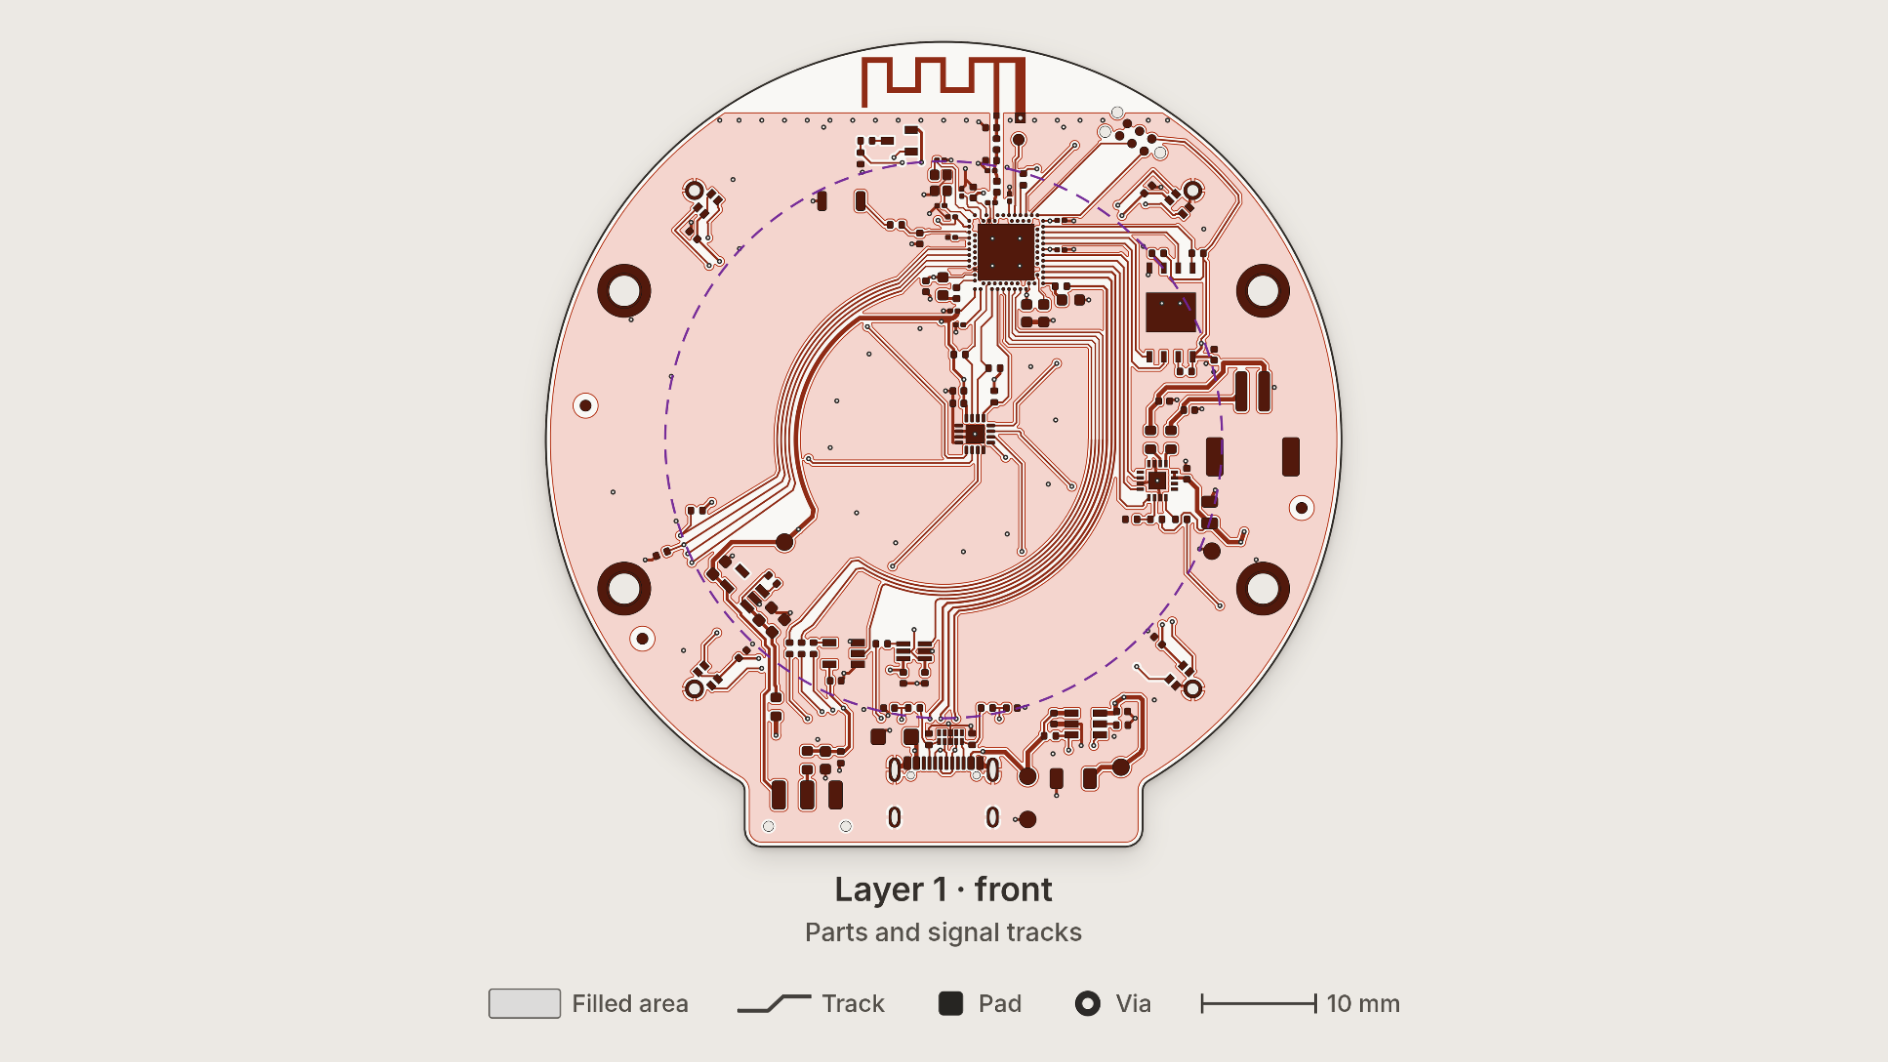 Layer 1 · front
Parts and signal tracks
Filled area Track Pad Via 10 mm